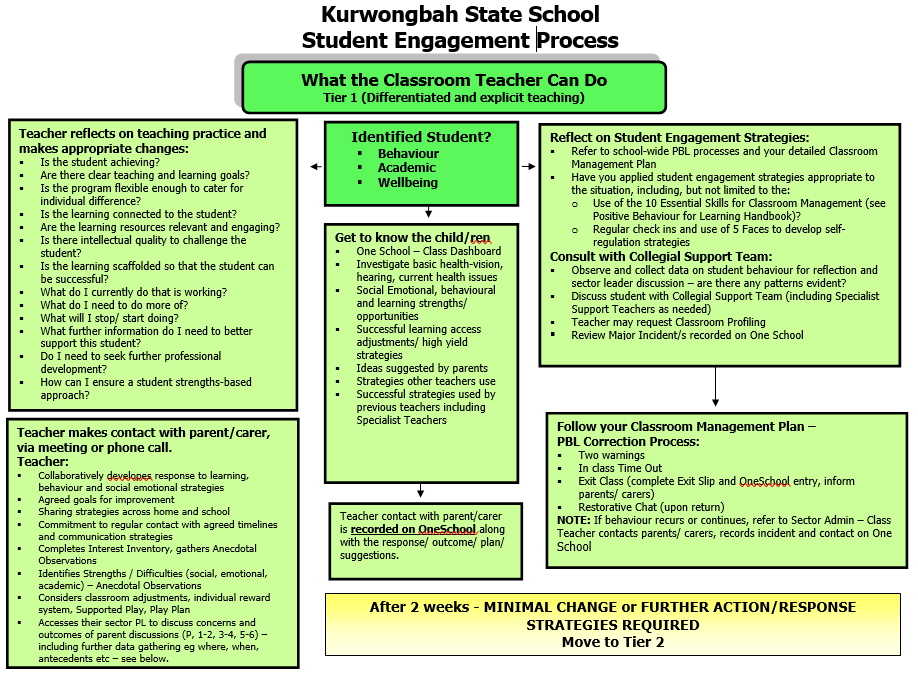 Kurwongbah State School
Student Engagement Process
What the Classroom Teacher Can Do
Tier 1 (Differentiated and explicit teaching)
Teacher reflects on teaching practice and
makes appropriate changes:
▪ Is the student achieving?
▪ Are there clear teaching and learning goals?
▪ Is the program flexible enough to cater for
individual difference?
▪ Is the learning connected to the student?
▪ Are the learning resources relevant and engaging?
▪ Is there intellectual quality to challenge the
student?
▪ Is the learning scaffolded so that the student can
be successful?
▪ What do I currently do that is working?
▪ What do I need to do more of?
▪ What will I stop/ start doing?
▪ What further information do I need to better
support this student?
▪ Do I need to seek further professional
development?
▪ How can I ensure a student strengths-based
approach?
Teacher makes contact with parent/carer,
via meeting or phone call.
Teacher:
▪ Collaboratively developes response to learning,
behaviour and social emotional strategies
▪ Agreed goals for improvement
▪ Sharing strategies across home and school
▪ Commitment to regular contact with agreed timelines
and communication strategies
▪ Completes Interest Inventory, gathers Anecdotal
Observations
▪ Identifies Strengths / Difficulties (social, emotional,
academic) – Anecdotal Observations
▪ Considers classroom adjustments, individual reward
system, Supported Play, Play Plan
▪ Accesses their sector PL to discuss concerns and
outcomes of parent discussions (P, 1-2, 3-4, 5-6) –
including further data gathering eg where, when,
antecedents etc – see below.
Identified Student?
▪ Behaviour
▪ Academic
▪ Wellbeing
Get to know the child/ren
▪ One School – Class Dashboard
▪ Investigate basic health-vision,
hearing, current health issues
▪ Social Emotional, behavioural
and learning strengths/
opportunities
▪ Successful learning access
adjustments/ high yield
strategies
▪ Ideas suggested by parents
▪ Strategies other teachers use
▪ Successful strategies used by
previous teachers including
Specialist Teachers
Teacher contact with parent/carer
is recorded on OneSchool along
with the response/ outcome/ plan/
suggestions.
Reflect on Student Engagement Strategies:
▪ Refer to school-wide PBL processes and your detailed Classroom
Management Plan
▪ Have you applied student engagement strategies appropriate to
the situation, including, but not limited to the:
o Use of the 10 Essential Skills for Classroom Management (see
Positive Behaviour for Learning Handbook)?
o Regular check ins and use of 5 Faces to develop self-
regulation strategies
Consult with Collegial Support Team:
▪ Observe and collect data on student behaviour for reflection and
sector leader discussion – are there any patterns evident?
▪ Discuss student with Collegial Support Team (including Specialist
Support Teachers as needed)
▪ Teacher may request Classroom Profiling
▪ Review Major Incident/s recorded on One School
Follow your Classroom Management Plan –
PBL Correction Process:
▪ Two warnings
▪ In class Time Out
▪ Exit Class (complete Exit Slip and OneSchool entry, inform
parents/ carers)
▪ Restorative Chat (upon return)
NOTE: If behaviour recurs or continues, refer to Sector Admin – Class
Teacher contacts parents/ carers, records incident and contact on One
School
After 2 weeks - MINIMAL CHANGE or FURTHER ACTION/RESPONSE
STRATEGIES REQUIRED
Move to Tier 2